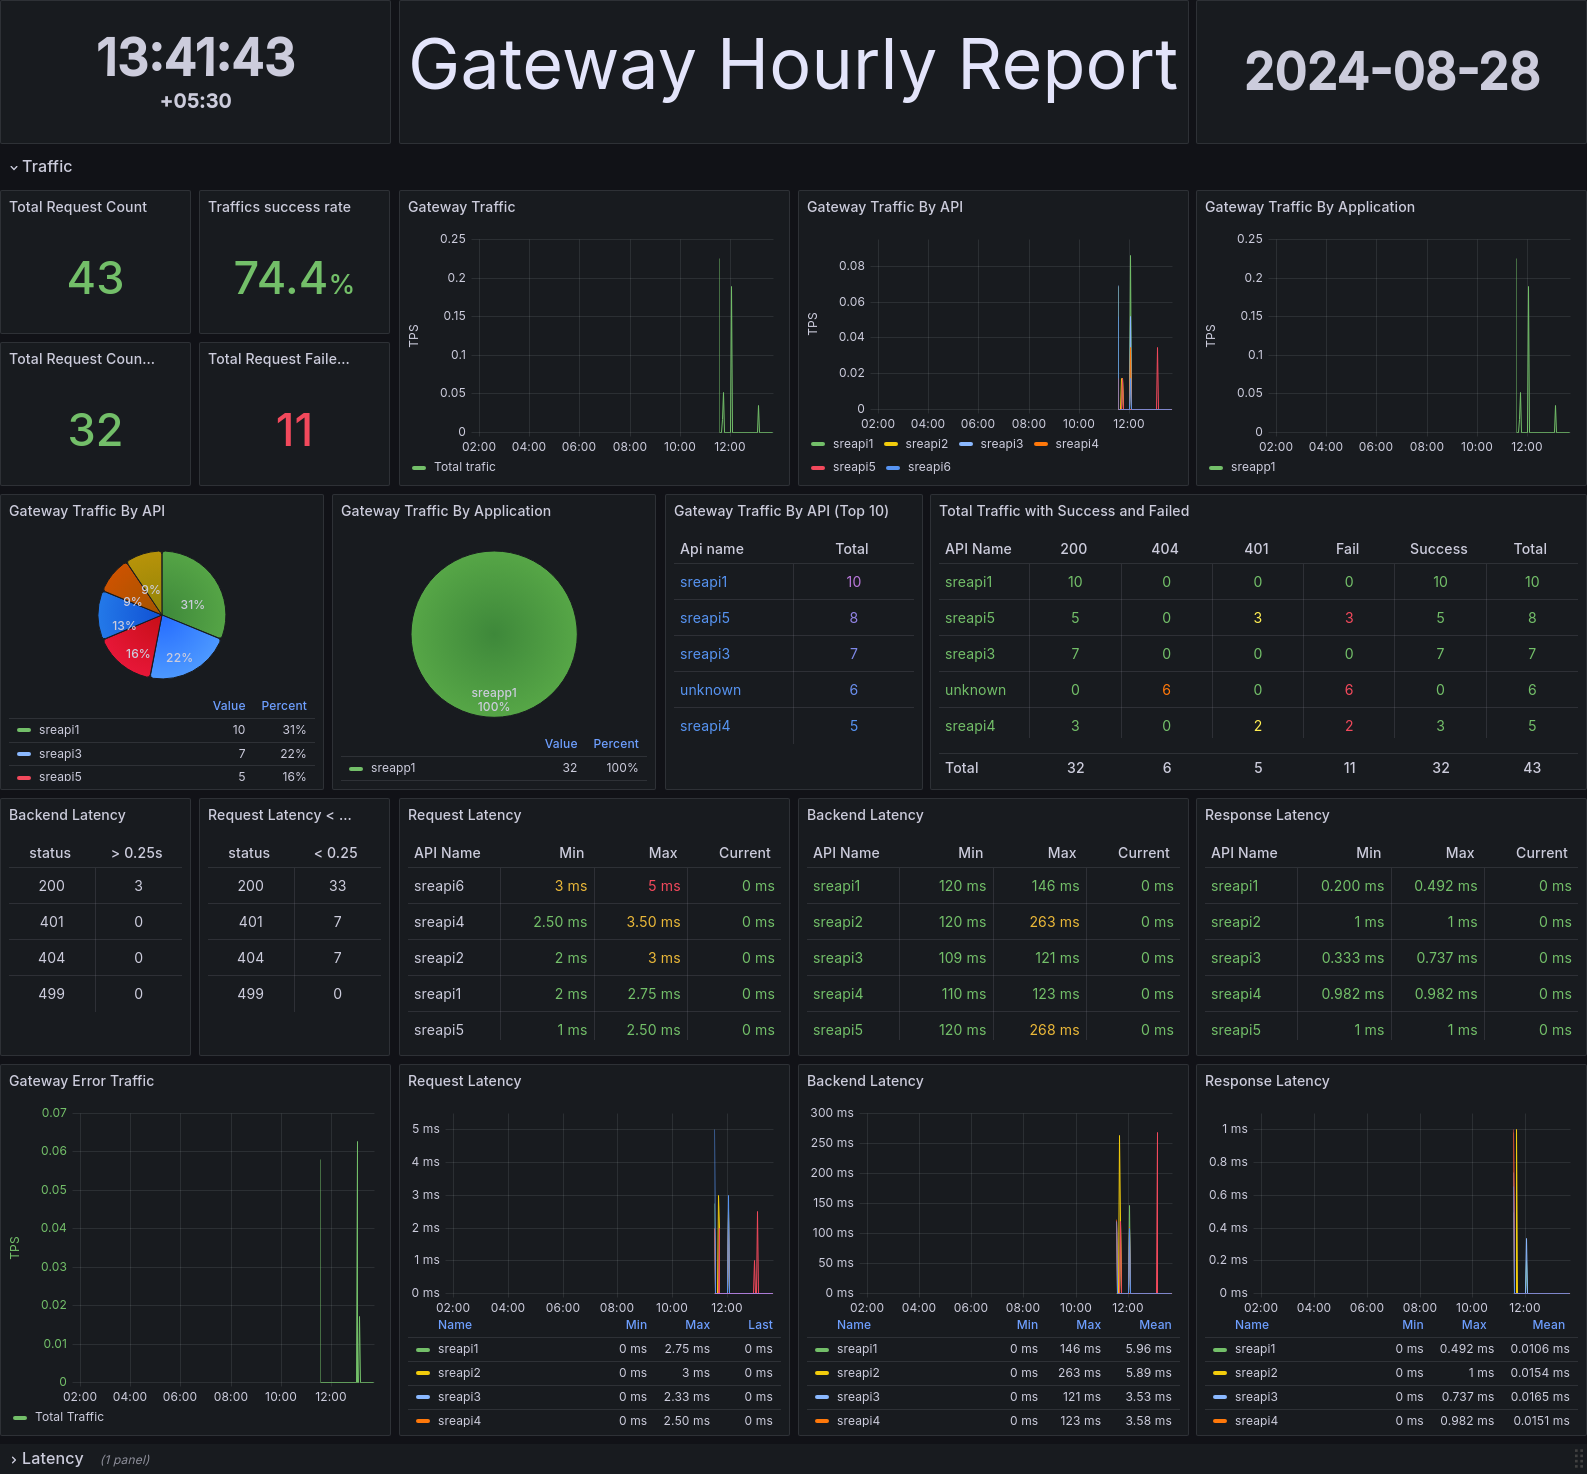 13:41:43
+05:30
Gateway Hourly Report
2024-08-28
Traffic
Total Request Count
43
Traffics success rate
74.4%
Total Request Coun...
32
Total Request Faile...
11
Gateway Traffic
TPS
0.25
0.2
0.15
0.1
0.05
0
02:00 04:00 06:00 08:00 10:00 12:00
Total trafic
Gateway Traffic By API
TPS
0.08
0.06
0.04
0.02
0
02:00 04:00 06:00 08:00 10:00 12:00
sreapi1 sreapi2 sreapi3 sreapi4
sreapi5 sreapi6
Gateway Traffic By Application
TPS
0.25
0.2
0.15
0.1
0.05
0
02:00 04:00 06:00 08:00 10:00 12:00
sreapp1
Gateway Traffic By API
9%
31%
9%
13%
16%
22%
Value Percent
sreapi1 10 31%
sreapi3 7 22%
sreapi5 5 16%
Gateway Traffic By Application
sreapp1
100%
Value Percent
sreapp1 32 100%
Gateway Traffic By API (Top 10)
Api name Total
sreapi1 10
sreapi5 8
sreapi3 7
unknown 6
sreapi4 5
Total Traffic with Success and Failed
API Name 200 404 401 Fail Success Total
sreapi1 10 0 0 0 10 10
sreapi5 5 0 3 3 5 8
sreapi3 7 0 0 0 7 7
unknown 0 6 0 6 0 6
sreapi4 3 0 2 2 3 5
Total 32 6 5 11 32 43
Backend Latency
status > 0.25s
200 3
401 0
404 0
499 0
Request Latency < ...
status < 0.25
200 33
401 7
404 7
499 0
Request Latency
API Name Min Max Current
sreapi6 3 ms 5 ms 0 ms
sreapi4 2.50 ms 3.50 ms 0 ms
sreapi2 2 ms 3 ms 0 ms
sreapi1 2 ms 2.75 ms 0 ms
sreapi5 1 ms 2.50 ms 0 ms
Backend Latency
API Name Min Max Current
sreapi1 120 ms 146 ms 0 ms
sreapi2 120 ms 263 ms 0 ms
sreapi3 109 ms 121 ms 0 ms
sreapi4 110 ms 123 ms 0 ms
sreapi5 120 ms 268 ms 0 ms
Response Latency
API Name Min Max Current
sreapi1 0.200 ms 0.492 ms 0 ms
sreapi2 1 ms 1 ms 0 ms
sreapi3 0.333 ms 0.737 ms 0 ms
sreapi4 0.982 ms 0.982 ms 0 ms
sreapi5 1 ms 1 ms 0 ms
Gateway Error Traffic
TPS
0.07
0.06
0.05
0.04
0.03
0.02
0.01
0
02:00 04:00 06:00 08:00 10:00 12:00
Total Traffic
Request Latency
5 ms
4 ms
3 ms
2 ms
1 ms
0 ms
02:00 04:00 06:00 08:00 10:00 12:00
Name Min Max Last
sreapi1 0 ms 2.75 ms 0 ms
sreapi2 0 ms 3 ms 0 ms
sreapi3 0 ms 2.33 ms 0 ms
sreapi4 0 ms 2.50 ms 0 ms
Backend Latency
300 ms
250 ms
200 ms
150 ms
100 ms
50 ms
0 ms
02:00 04:00 06:00 08:00 10:00 12:00
Name Min Max Mean
sreapi1 0 ms 146 ms 5.96 ms
sreapi2 0 ms 263 ms 5.89 ms
sreapi3 0 ms 121 ms 3.53 ms
sreapi4 0 ms 123 ms 3.58 ms
Response Latency
1 ms
0.8 ms
0.6 ms
0.4 ms
0.2 ms
0 ms
02:00 04:00 06:00 08:00 10:00 12:00
Name Min Max Mean
sreapi1 0 ms 0.492 ms 0.0106 ms
sreapi2 0 ms 1 ms 0.0154 ms
sreapi3 0 ms 0.737 ms 0.0165 ms
sreapi4 0 ms 0.982 ms 0.0151 ms
Latency (1 panel)